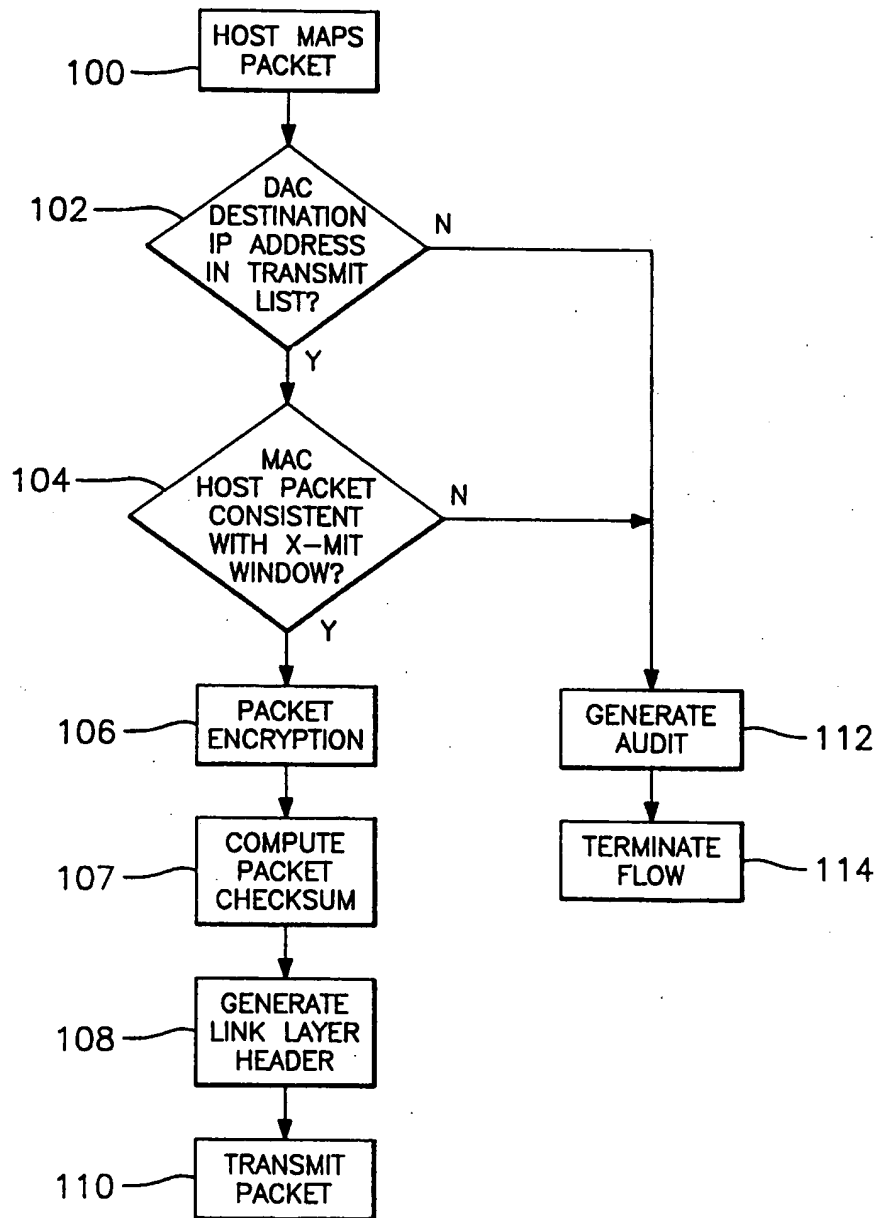 HOST MAPS
PACKET
100
DAC
DESTINATION
IP ADDRESS
IN TRANSMIT
LIST?
102
N
Y
MAC
HOST PACKET
CONSISTENT
WITH X-MIT
WINDOW?
104
N
Y
PACKET
ENCRYPTION
106
GENERATE
AUDIT
112
COMPUTE
PACKET
CHECKSUM
107
TERMINATE
FLOW
114
GENERATE
LINK LAYER
HEADER
108
TRANSMIT
PACKET
110